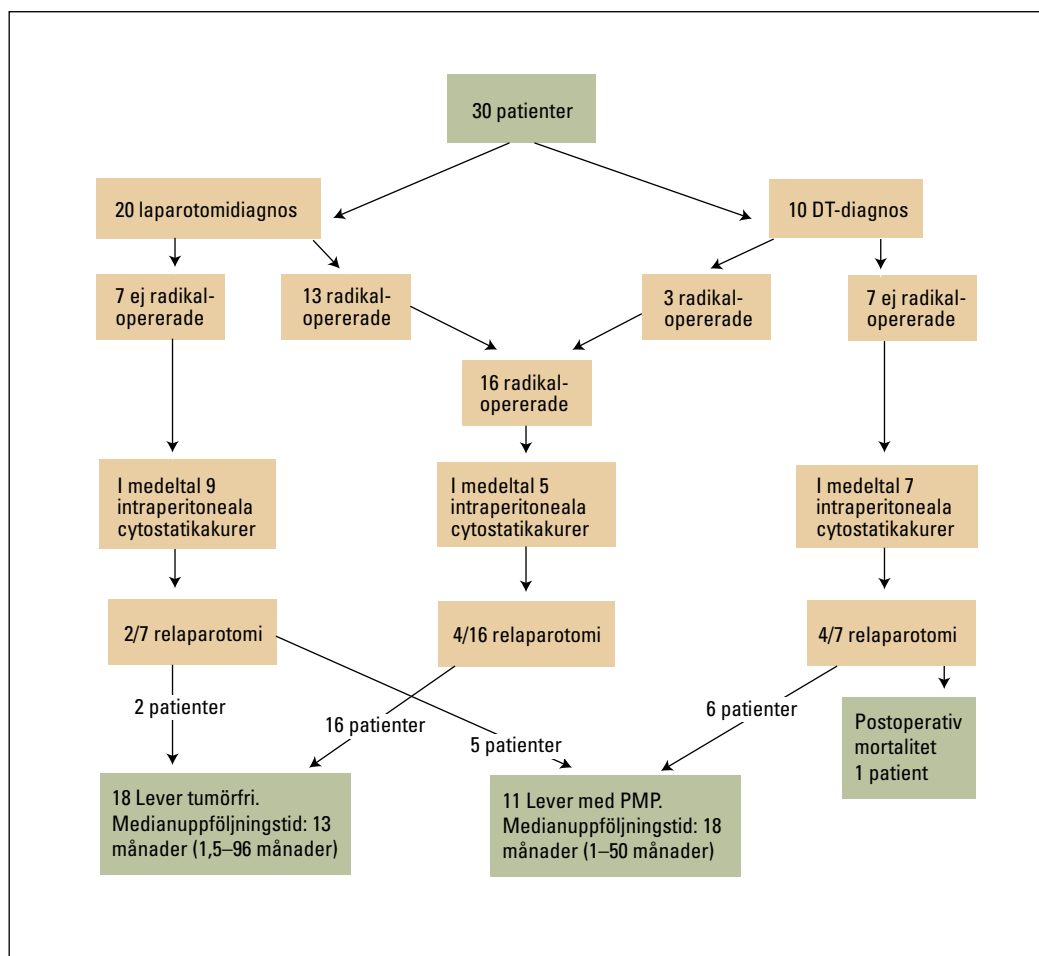 30 patienter
20 laparotomidiagnos
10 DT-diagnos
7 ej radikal-
opererade
13 radikal-
opererade
3 radikal-
opererade
7 ej radikal-
opererade
16 radikal-
opererade
I medeltal 9
intraperitoneala
cytostatikakurer
I medeltal 5
intraperitoneala
cytostatikakurer
I medeltal 7
intraperitoneala
cytostatikakurer
2/7 relaparotomi
4/16 relaparotomi
4/7 relaparotomi
2 patienter
16 patienter
5 patienter
6 patienter
Postoperativ
mortalitet
1 patient
18 Lever tumörfri.
Medianuppföljningstid: 13
månader (1,5–96 månader)
11 Lever med PMP.
Medianuppföljningstid: 18
månader (1–50 månader)